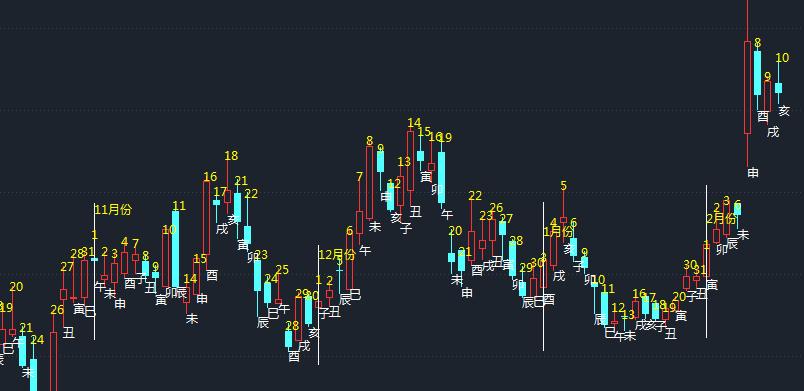 11月份
12月份
1月份
2月份
19
20
21
24
26
27
28
31
1
2
3
4
7
8
9
10
11
14
15
16
17
18
21
22
23
24
25
28
29
30
1
2
5
6
7
8
9
12
13
14
15
16
19
20
21
22
23
26
27
28
29
30
3
4
5
6
8
9
10
11
12
13
16
17
18
19
20
30
31
1
2
3
6
8
9
10
辰
巳
午
未
丑
寅
巳
午
未
申
酉
子
丑
寅
卯
辰
未
申
酉
戌
亥
寅
卯
辰
巳
午
酉
戌
亥
子
丑
辰
巳
午
未
申
亥
子
丑
寅
卯
午
未
申
酉
戌
丑
寅
卯
辰
巳
酉
戌
亥
子
卯
辰
巳
午
未
戌
亥
子
丑
寅
子
丑
寅
卯
辰
未
申
酉
戌
亥